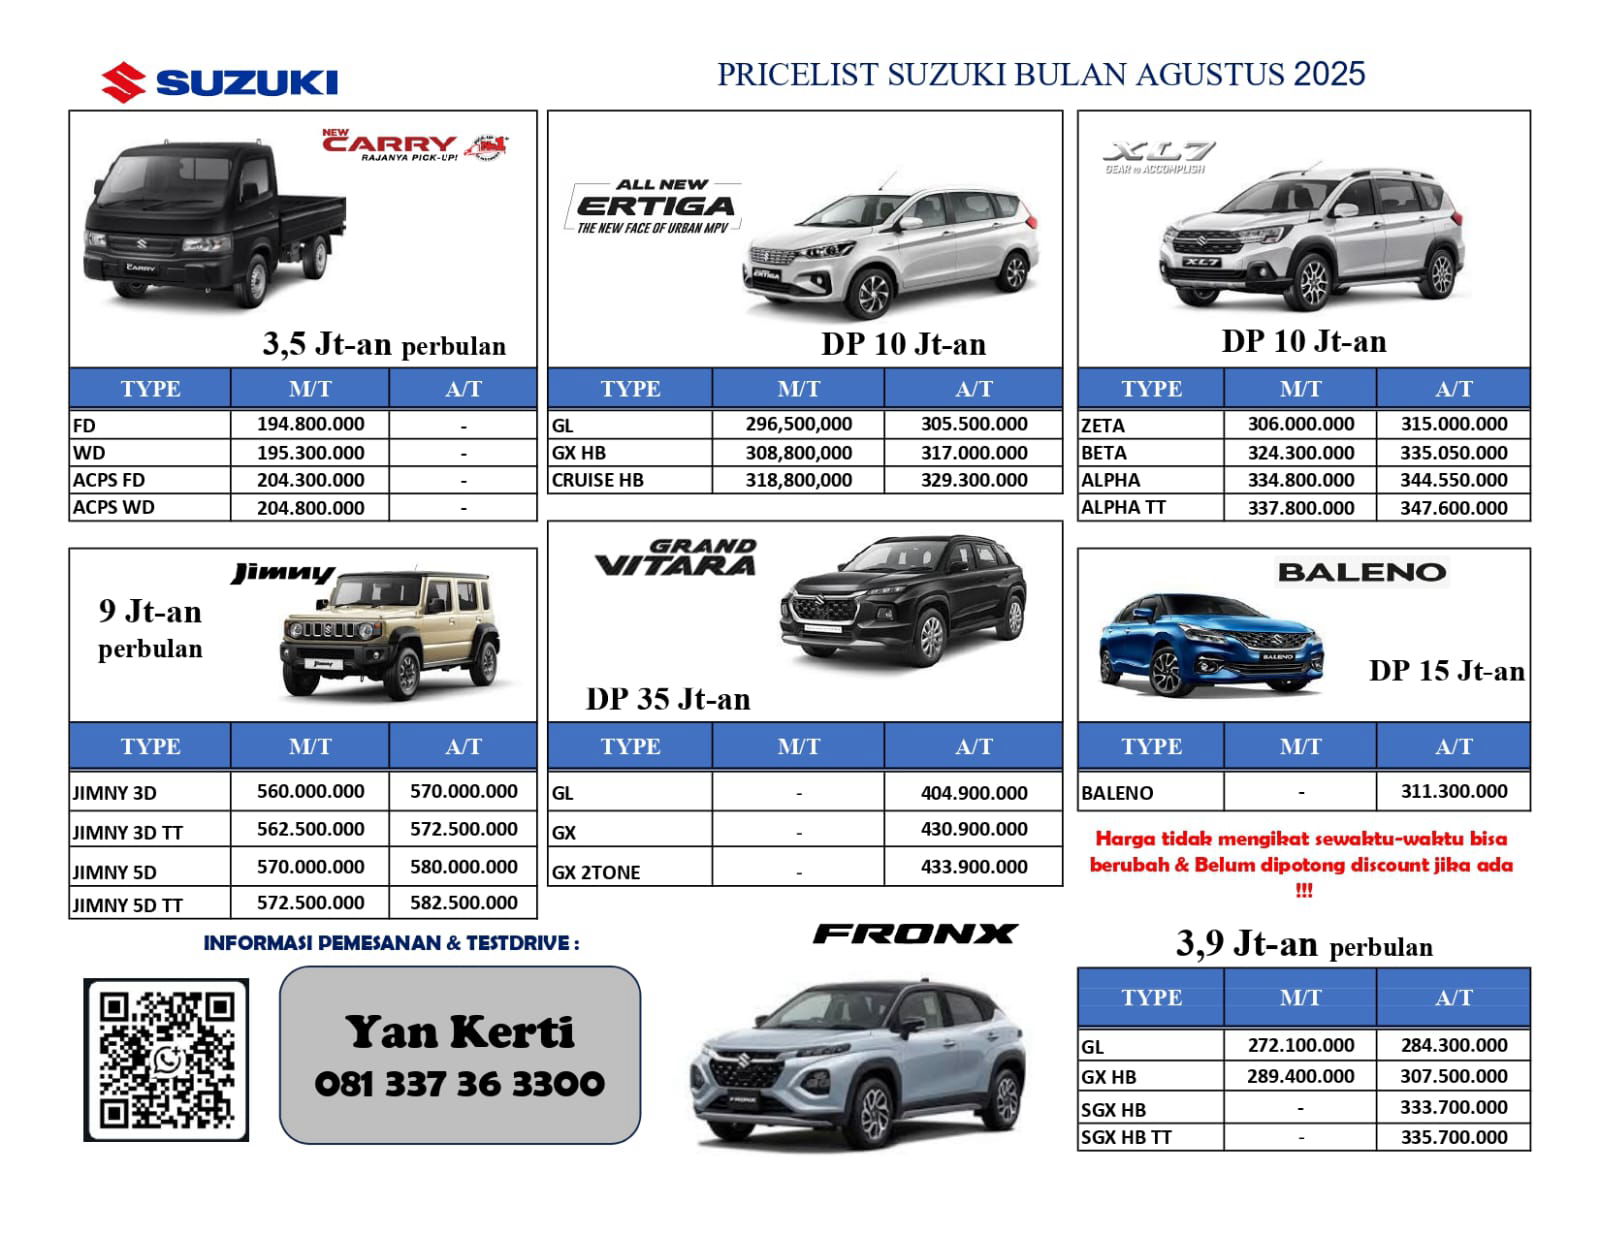 SUZUKI
PRICELIST SUZUKI BULAN AGUSTUS 2025
NEW
CARRY
RAJANYA PICK-UP!
CARRY
3,5 Jt-an perbulan
TYPE M/T A/T
FD 194.800.000 -
WD 195.300.000 -
ACPS FD 204.300.000 -
ACPS WD 204.800.000 -
ALL NEW
ERTIGA
THE NEW FACE OF URBAN MPV
ERTIGA
DP 10 Jt-an
TYPE M/T A/T
GL 296,500,000 305.500.000
GX HB 308,800,000 317.000.000
CRUISE HB 318,800,000 329.300.000
XL7
GEAR to ACCOMPLISH
XL7
DP 10 Jt-an
TYPE M/T A/T
ZETA 306.000.000 315.000.000
BETA 324.300.000 335.050.000
ALPHA 334.800.000 344.550.000
ALPHA TT 337.800.000 347.600.000
Jimny
9 Jt-an
perbulan
Jimny
TYPE M/T A/T
JIMNY 3D 560.000.000 570.000.000
JIMNY 3D TT 562.500.000 572.500.000
JIMNY 5D 570.000.000 580.000.000
JIMNY 5D TT 572.500.000 582.500.000
GRAND
VITARA
DP 35 Jt-an
TYPE M/T A/T
GL - 404.900.000
GX - 430.900.000
GX 2TONE - 433.900.000
BALENO
BALENO
DP 15 Jt-an
TYPE M/T A/T
BALENO - 311.300.000
Harga tidak mengikat sewaktu-waktu bisa
berubah & Belum dipotong discount jika ada
!!!
INFORMASI PEMESANAN & TESTDRIVE :
Yan Kerti
081 337 36 3300
FRONX
FRONX
3,9 Jt-an perbulan
TYPE M/T A/T
GL 272.100.000 284.300.000
GX HB 289.400.000 307.500.000
SGX HB - 333.700.000
SGX HB TT - 335.700.000